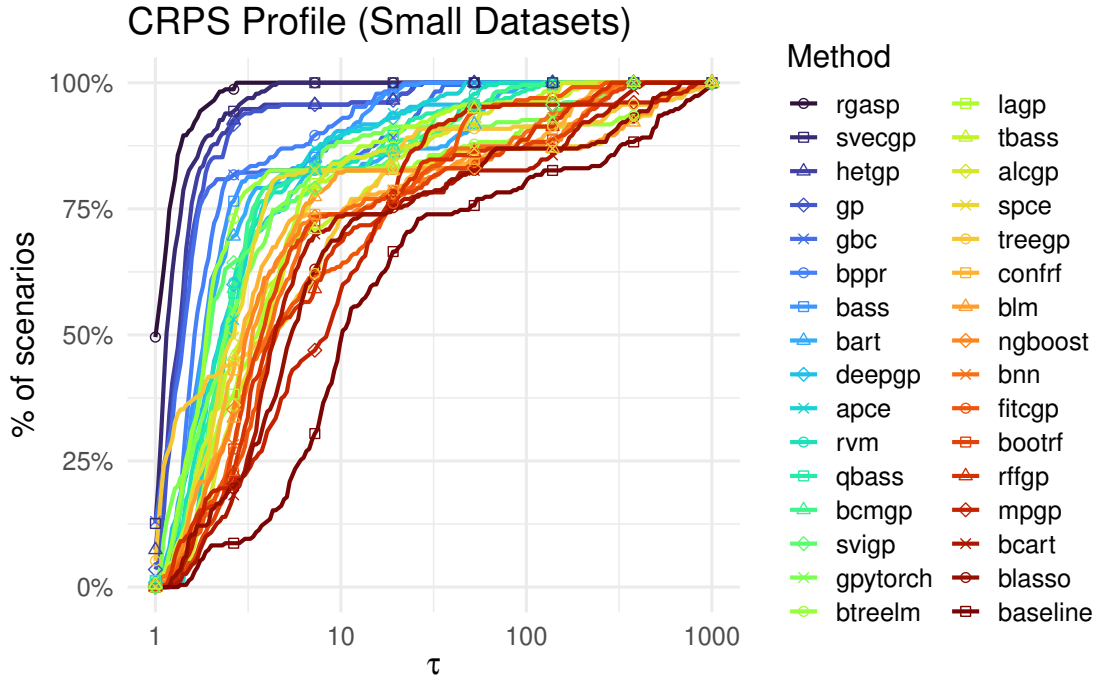 CRPS Profile (Small Datasets)
% of scenarios
100%
75%
50%
25%
0%
1
10
100
1000
τ
Method
rgasp
svecgp
hetgp
gp
gbc
bppr
bass
bart
deepgp
apce
rvm
qbass
bcmgp
svigp
gpytorch
btreelm
lagp
tbass
alcgp
spce
treegp
confrf
blm
ngboost
bnn
fitcgp
bootrf
rffgp
mpgp
bcart
blasso
baseline